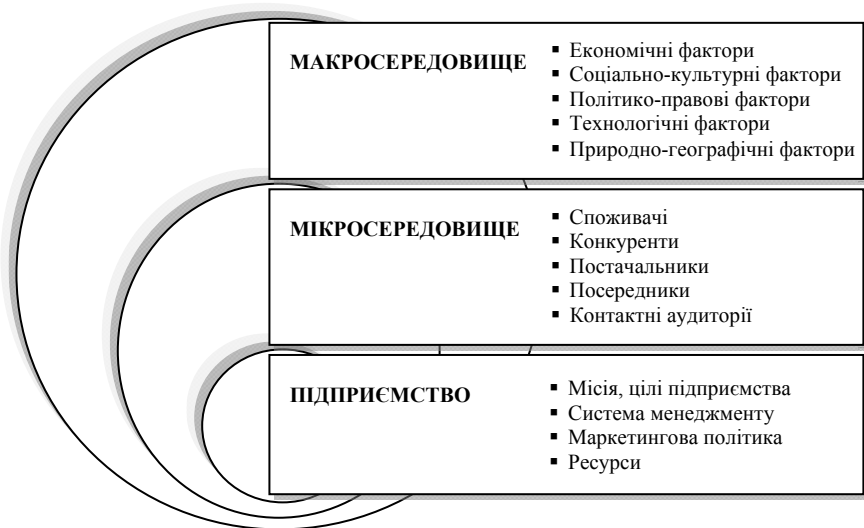 МАКРОСЕРЕДОВИЩЕ
▪ Економічні фактори
▪ Соціально-культурні фактори
▪ Політико-правові фактори
▪ Технологічні фактори
▪ Природно-географічні фактори
МІКРОСЕРЕДОВИЩЕ
▪ Споживачі
▪ Конкуренти
▪ Постачальники
▪ Посередники
▪ Контактні аудиторії
ПІДПРИЄМСТВО
▪ Місія, цілі підприємства
▪ Система менеджменту
▪ Маркетингова політика
▪ Ресурси